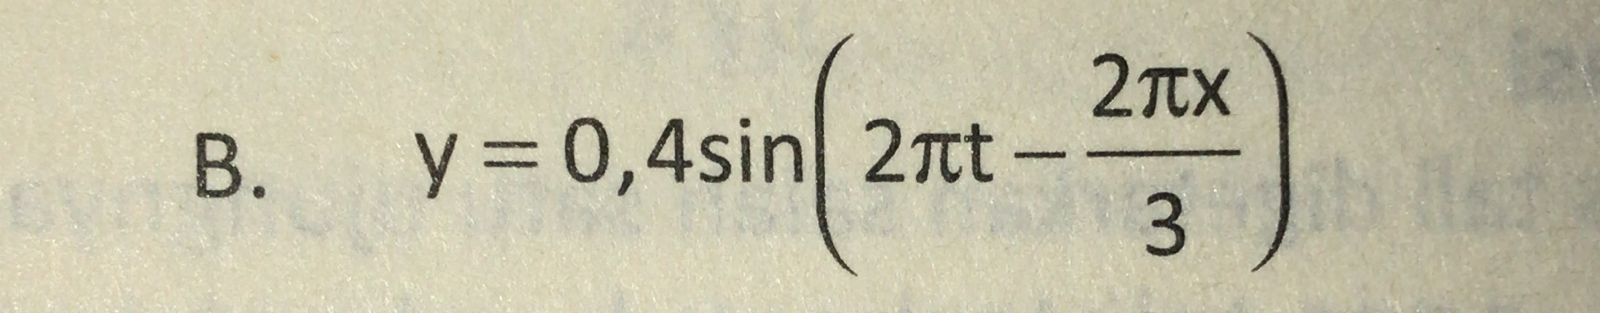 B. y = 0,4sin(2πt − 2πx/3)